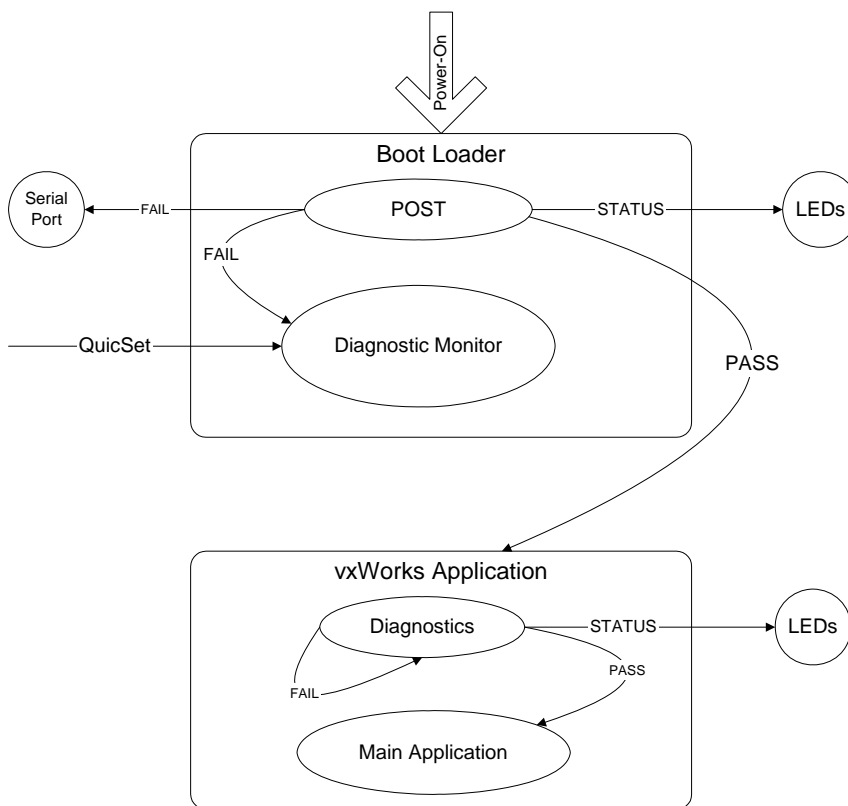 Power-On
Boot Loader
Serial
Port
FAIL
POST
STATUS
LEDs
FAIL
QuicSet
Diagnostic Monitor
PASS
vxWorks Application
Diagnostics
STATUS
LEDs
FAIL
PASS
Main Application